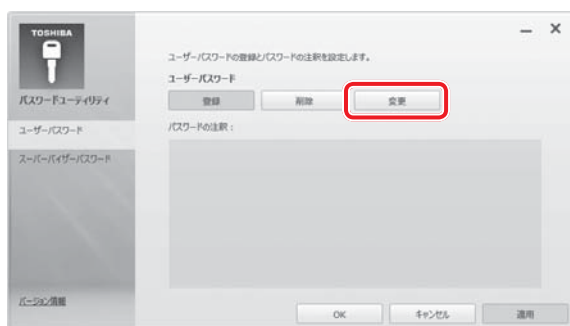 TOSHIBA
パスワードユーティリティ
ユーザーパスワード
スーパーバイザーパスワード
バージョン情報
ユーザーパスワードの登録とパスワードの注釈を設定します。
ユーザーパスワード
登録 削除 変更
パスワードの注釈：
OK キャンセル 適用